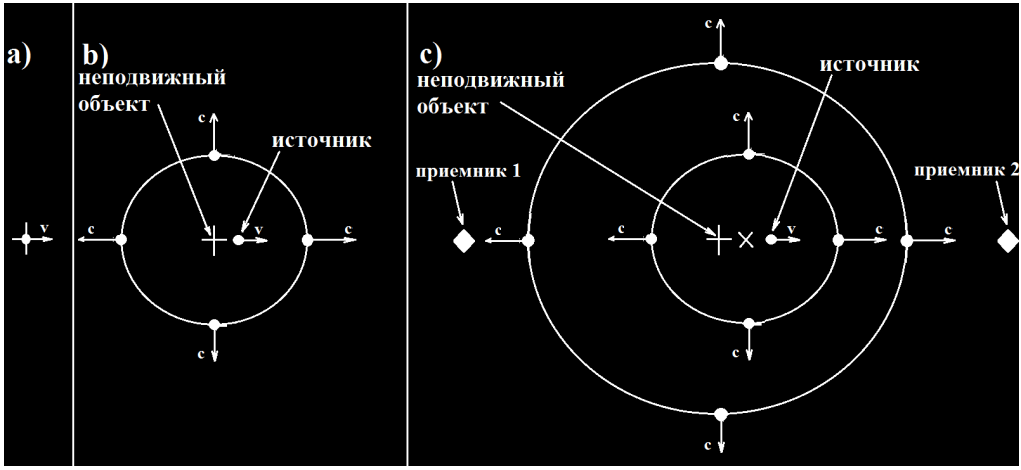 a)
v
b)
неподвижный
объект
c
источник
c
v
c
c
c)
неподвижный
объект
c
источник
c
приемник 1
приемник 2
c
c
v
c
c
c
c